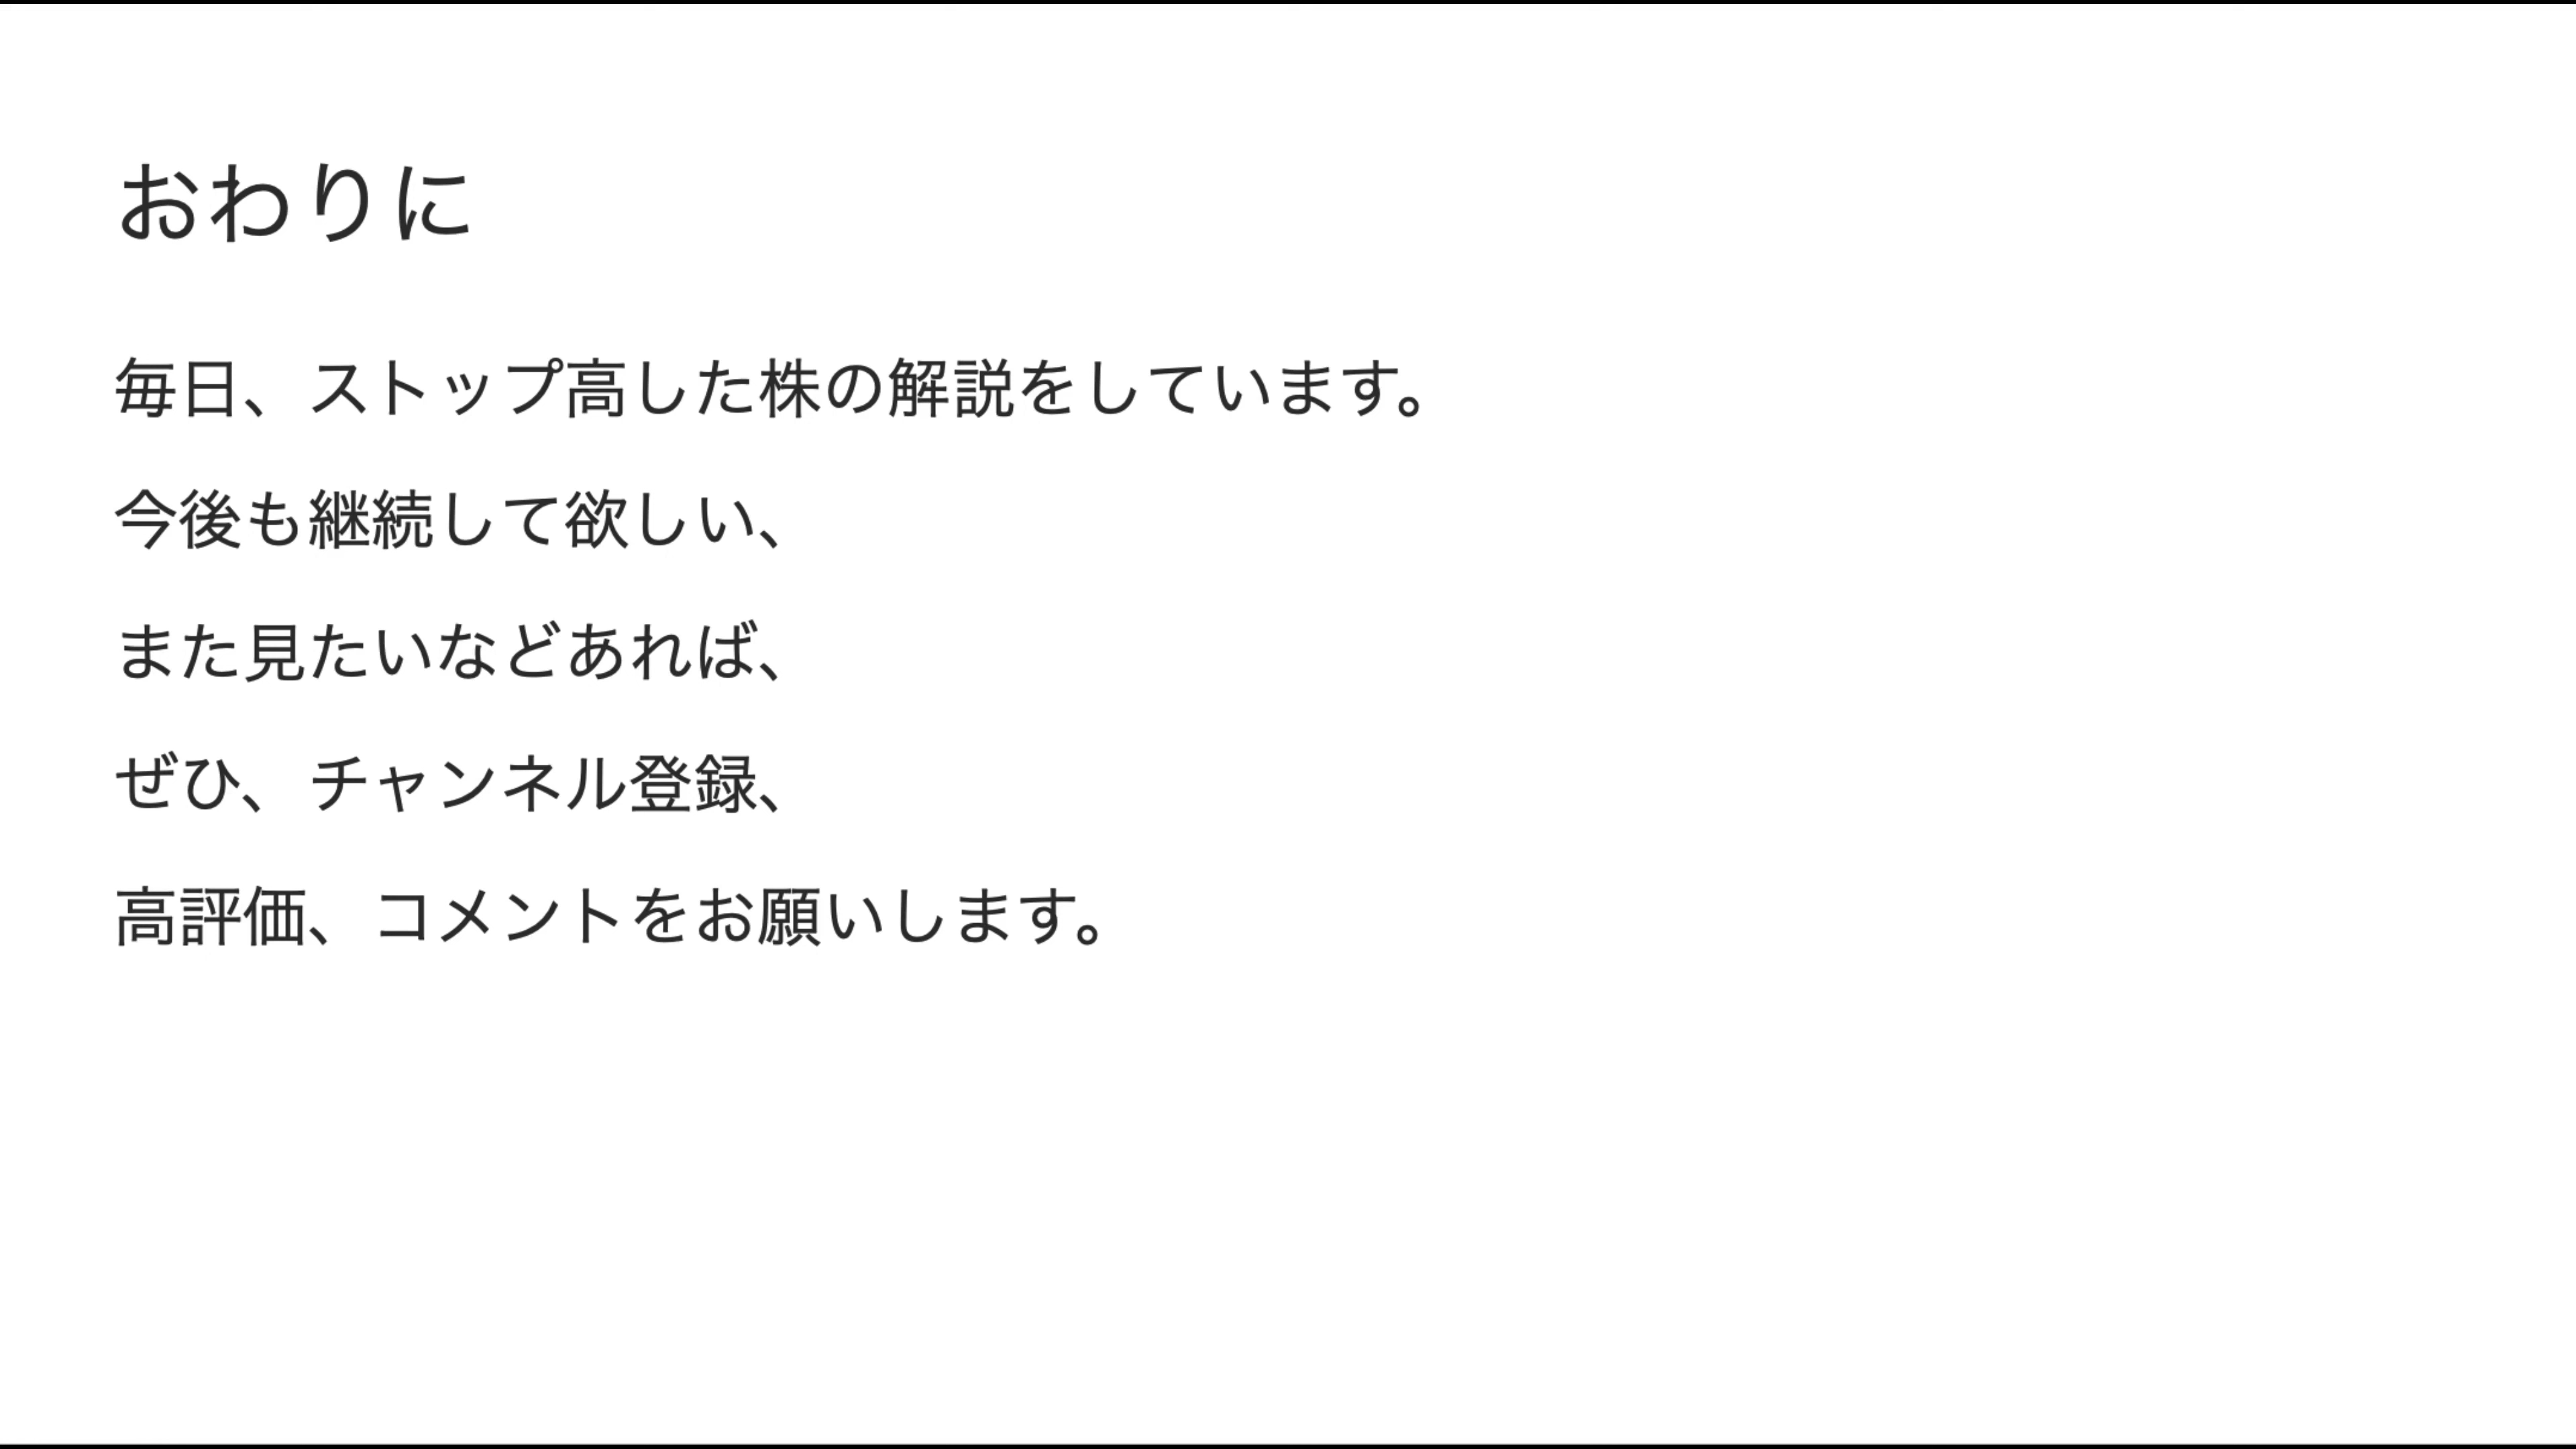 おわりに
毎日、ストップ高した株の解説をしています。
今後も継続して欲しい、
また見たいなどあれば、
ぜひ、チャンネル登録、
高評価、コメントをお願いします。